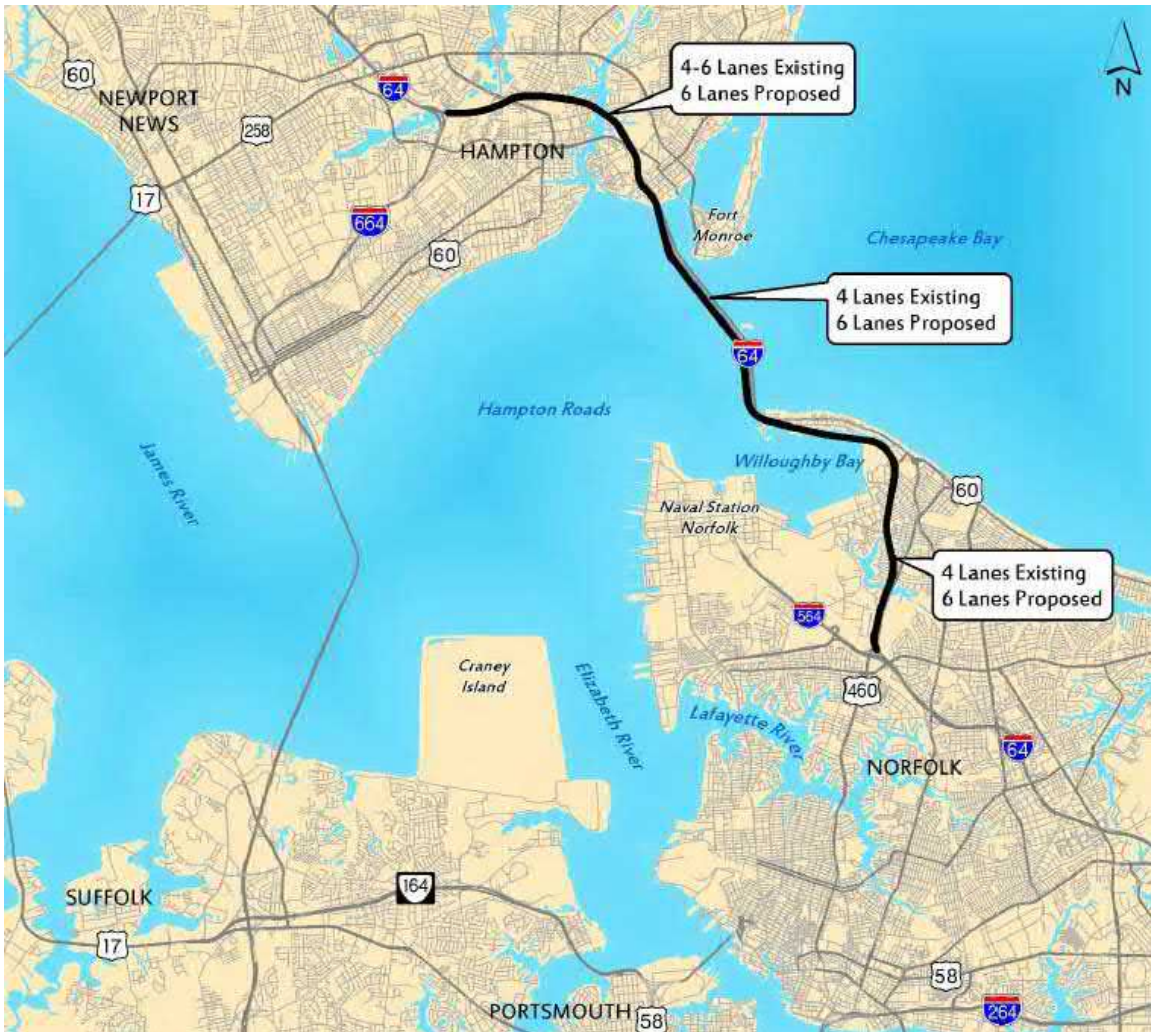 60
NEWPORT
NEWS
64
4-6 Lanes Existing
6 Lanes Proposed
N
258
HAMPTON
17
664
60
Fort
Monroe
Chesapeake Bay
4 Lanes Existing
6 Lanes Proposed
64
Hampton Roads
James River
Willoughby Bay
60
Naval Station
Norfolk
4 Lanes Existing
6 Lanes Proposed
564
Craney
Island
Elizabeth River
460
Lafayette River
64
NORFOLK
164
SUFFOLK
17
58
PORTSMOUTH
58
264